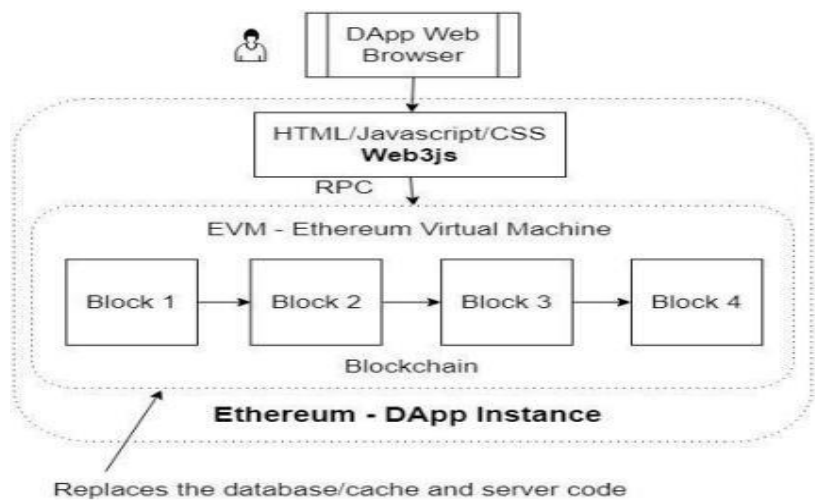 DApp Web
Browser
HTML/Javascript/CSS
Web3js
RPC
EVM - Ethereum Virtual Machine
Block 1
Block 2
Block 3
Block 4
Blockchain
Ethereum - DApp Instance
Replaces the database/cache and server code